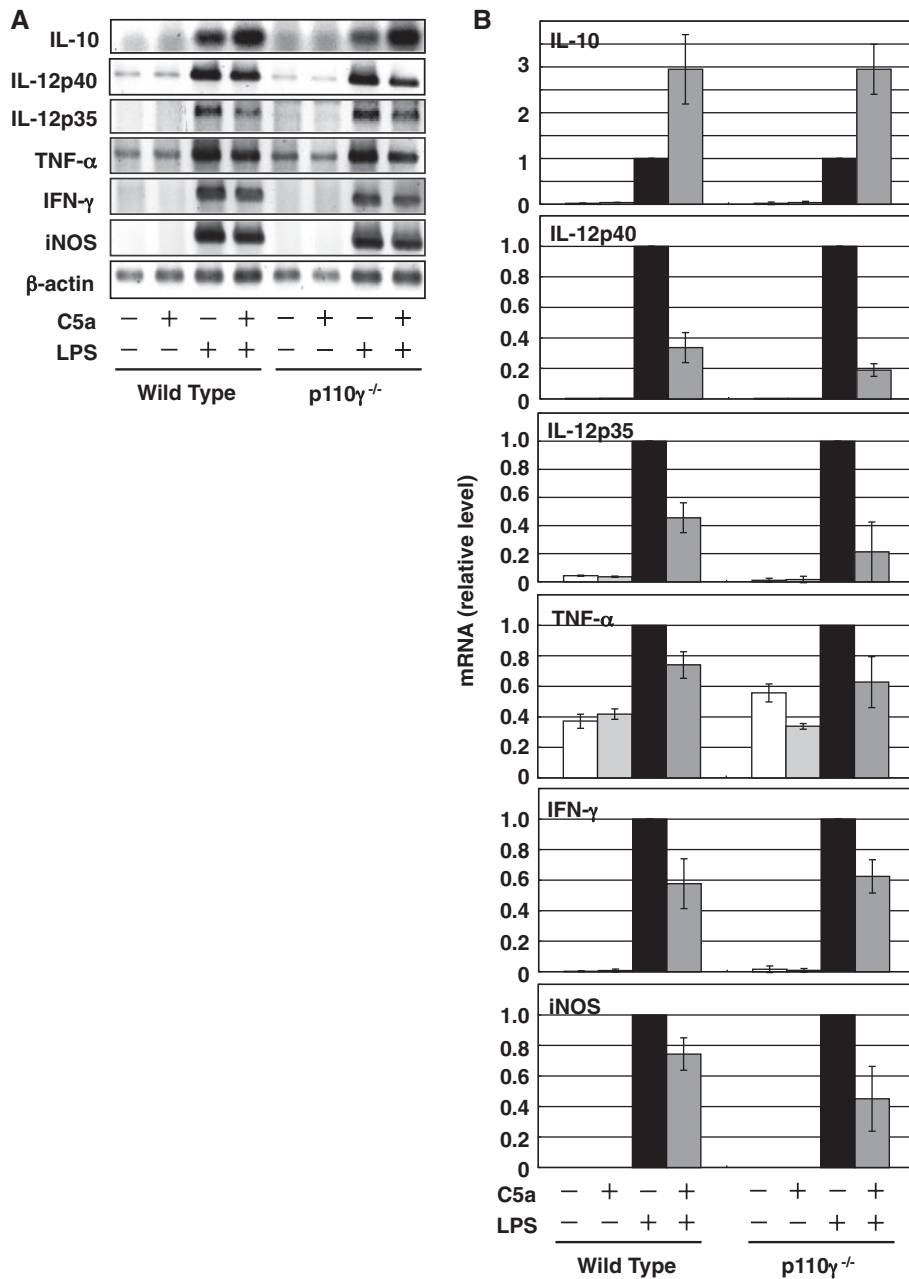 A
IL-10
IL-12p40
IL-12p35
TNF-α
IFN-γ
iNOS
β-actin
C5a − + − + − + − +
LPS − − + + − − + +
Wild Type p110γ -/-
B
mRNA (relative level)
IL-10
3
2
1
0
IL-12p40
1.0
0.8
0.6
0.4
0.2
0
IL-12p35
1.0
0.8
0.6
0.4
0.2
0
TNF-α
1.0
0.8
0.6
0.4
0.2
0
IFN-γ
1.0
0.8
0.6
0.4
0.2
0
iNOS
1.0
0.8
0.6
0.4
0.2
0
C5a − + − + − + − +
LPS − − + + − − + +
Wild Type p110γ -/-